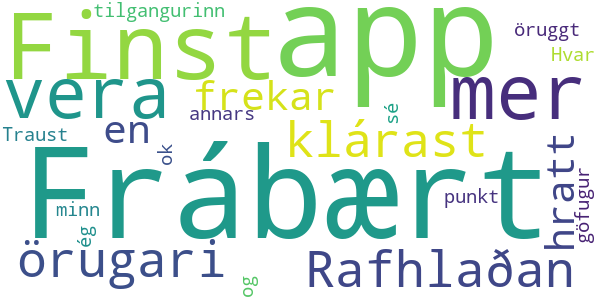 tilgangurinn
Finst
app
öruggt
Hvar
vera
frekar
mer
annars
sé
Traust
en
klárast
ok
hratt
Frábært
punkt
göfugur
minn
ég
örugari
Rafhlaðan
og